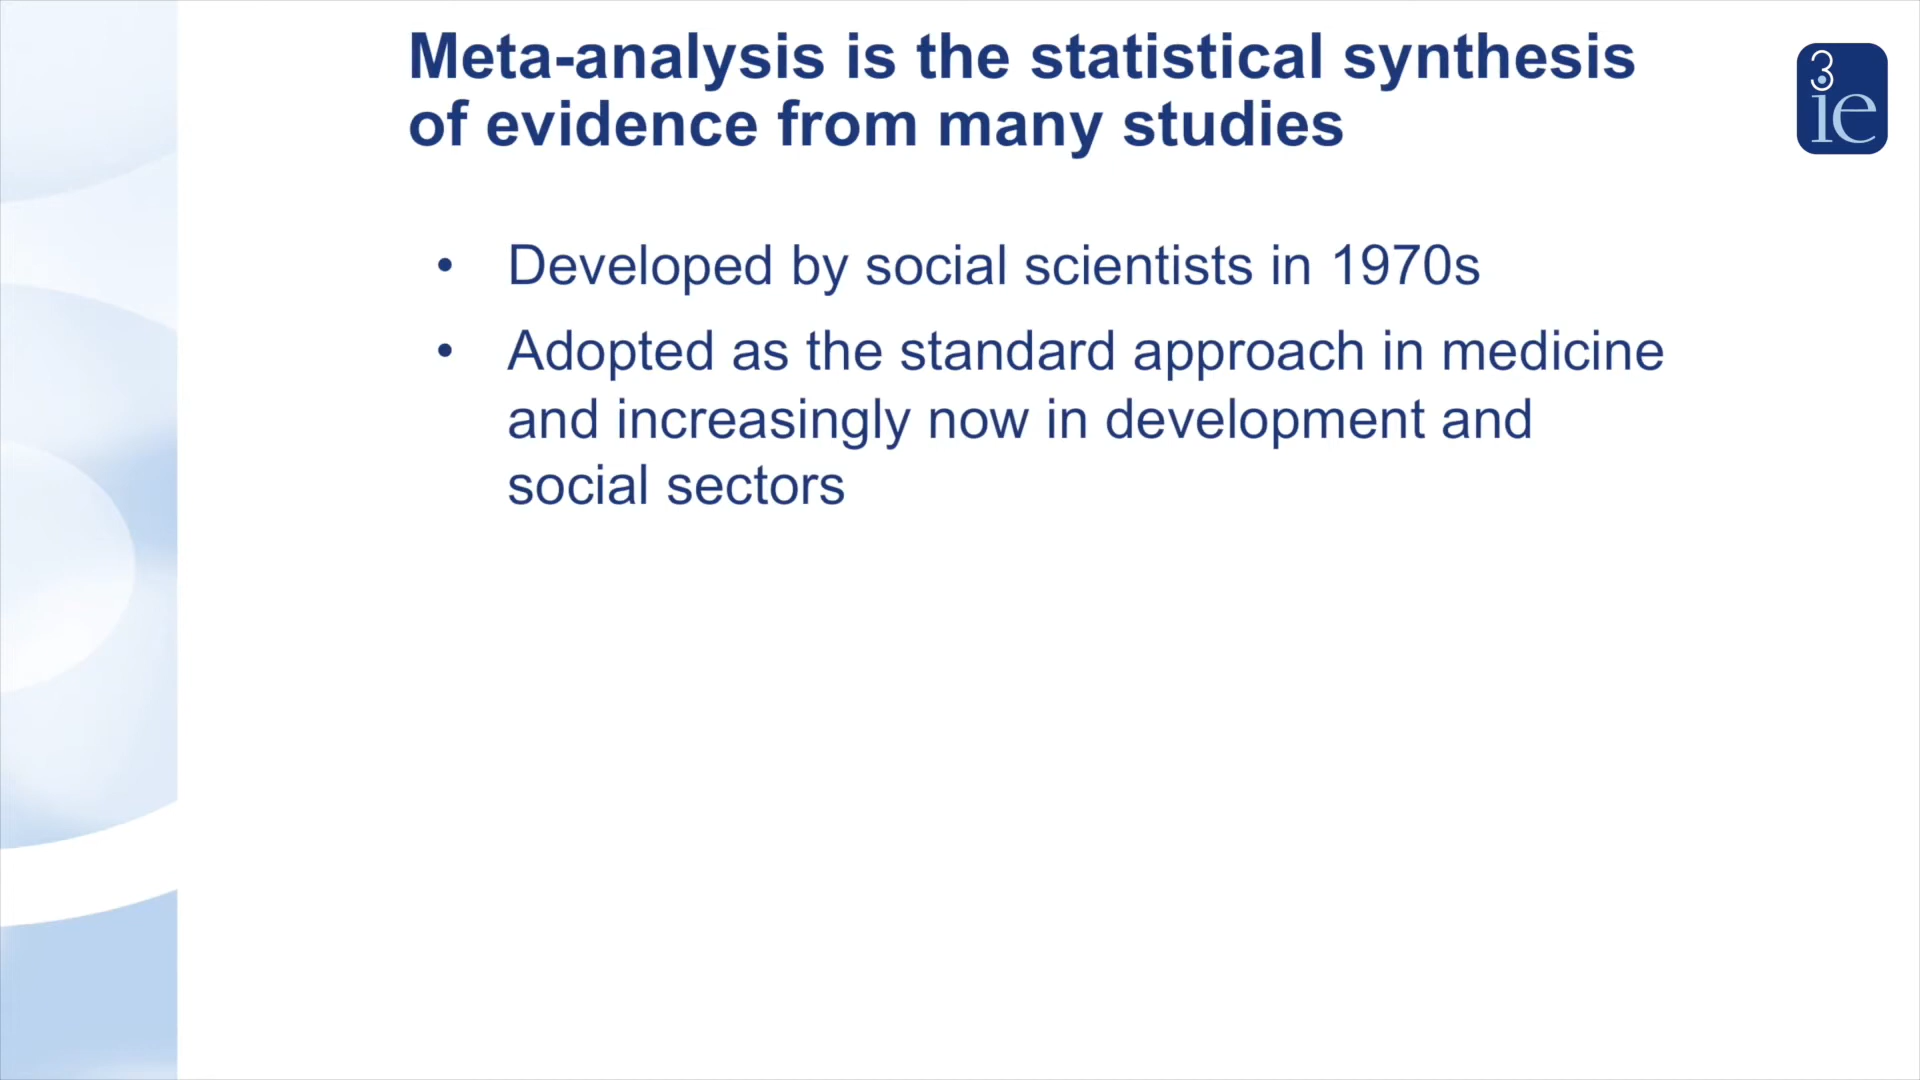 Meta-analysis is the statistical synthesis
of evidence from many studies
3
ie
• Developed by social scientists in 1970s
• Adopted as the standard approach in medicine
and increasingly now in development and
social sectors